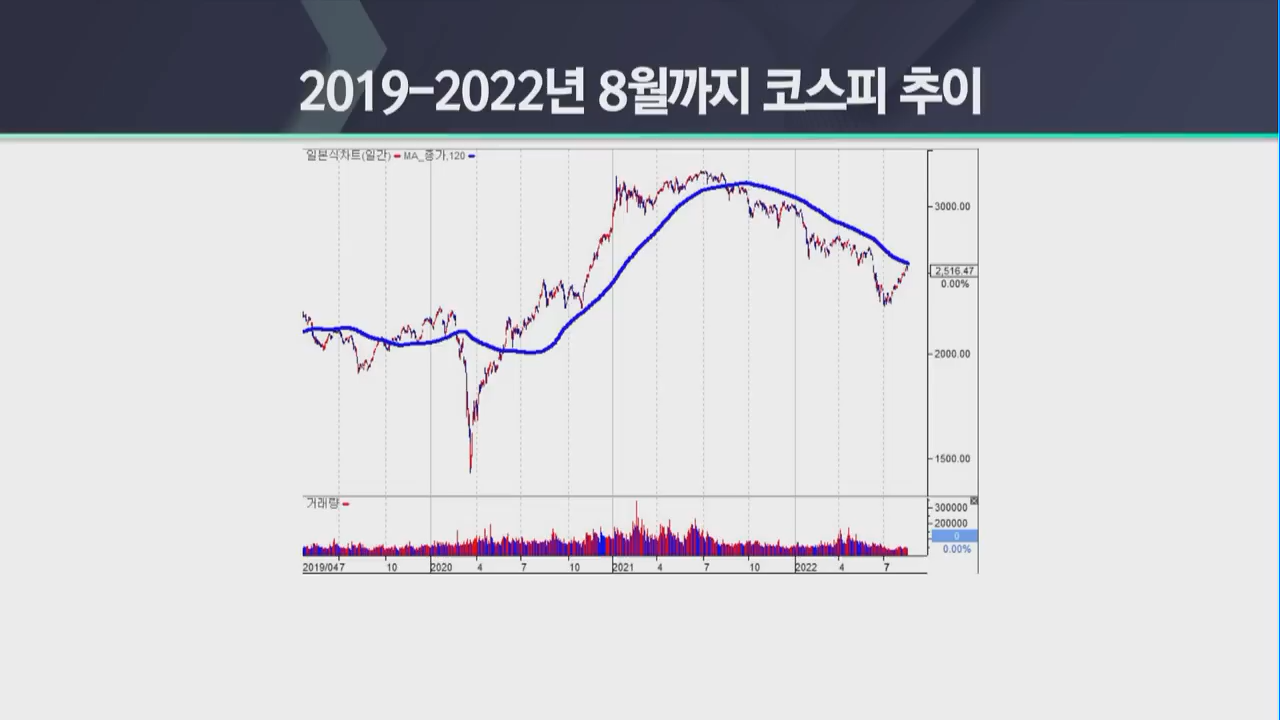 2019-2022년 8월까지 코스피 추이
일본식차트(일간) MA_종가,120
3000.00
2,516.47
0.00%
2000.00
1500.00
거래량
300000
200000
0
0.00%
2019/047 10 2020 4 7 10 2021 4 7 10 2022 4 7